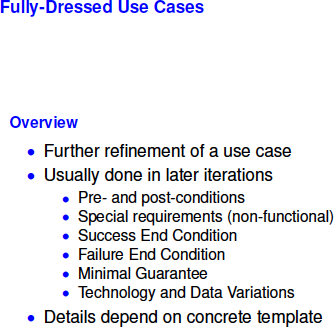 Fully-Dressed Use Cases
Overview
• Further refinement of a use case
• Usually done in later iterations
• Pre- and post-conditions
• Special requirements (non-functional)
• Success End Condition
• Failure End Condition
• Minimal Guarantee
• Technology and Data Variations
• Details depend on concrete template